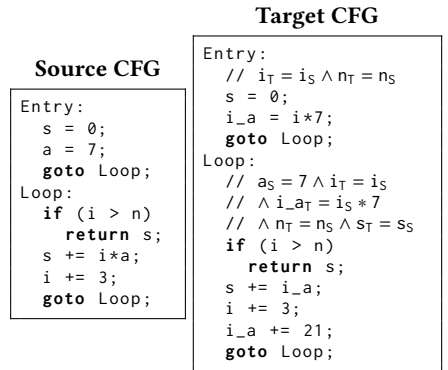 Source CFG
Entry:
s = 0;
a = 7;
goto Loop;
Loop:
if (i > n)
return s;
s += i*a;
i += 3;
goto Loop;
Target CFG
Entry:
// i_T = i_S ∧ n_T = n_S
s = 0;
i_a = i*7;
goto Loop;
Loop:
// a_S = 7 ∧ i_T = i_S
// ∧ i_a_T = i_S * 7
// ∧ n_T = n_S ∧ s_T = s_S
if (i > n)
return s;
s += i_a;
i += 3;
i_a += 21;
goto Loop;